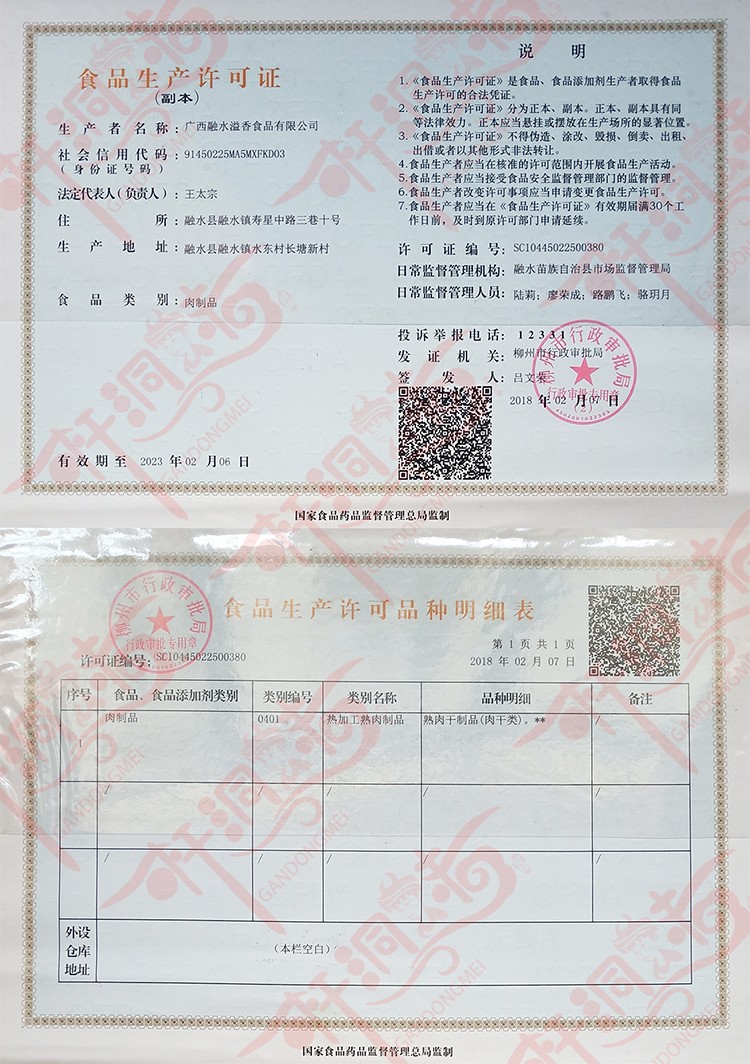 食品生产许可证
(副本)
生产者名称：广西融水溢香食品有限公司
社会信用代码：91450225MA5MXFKD03
(身份证号码)
法定代表人(负责人)：王太宗
住所：融水县融水镇寿星中路三巷十号
生产地址：融水县融水镇水东村长塘新村
食品类别：肉制品
有效期至 2023 年 02 月 06 日
说明
1.《食品生产许可证》是食品、食品添加剂生产者取得食品
生产许可的合法凭证。
2.《食品生产许可证》分为正本、副本。正本、副本具有同
等法律效力。正本应当悬挂或摆放在生产场所的显著位置。
3.《食品生产许可证》不得伪造、涂改、毁损、倒卖、出租、
出借或者以其他形式非法转让。
4.食品生产者应当在核准的许可范围内开展食品生产活动。
5.食品生产者应当接受食品安全监督管理部门的监督管理。
6.食品生产者改变许可事项应当申请变更食品生产许可。
7.食品生产者应当在《食品生产许可证》有效期届满30个工
作日前，及时到原许可部门申请延续。
许可证编号：SC10445022500380
日常监督管理机构：融水苗族自治县市场监督管理局
日常监督管理人员：陆莉；廖荣成；路鹏飞；骆玥月
投诉举报电话：12331
发证机关：柳州市行政审批局
签发人：吕文荣
2018 年 02 月 07 日
柳州市行政审批局
行政审批专用章
(2)
国家食品药品监督管理总局监制
柳州市行政审批局
行政审批专用章
食品生产许可品种明细表
第 1 页 共 1 页
许可证编号：SC10445022500380
2018 年 02 月 07 日
序号 食品、食品添加剂类别 类别编号 类别名称 品种明细 备注
1 肉制品 0401 热加工熟肉制品 熟肉干制品(肉干类)。** /
/ / / / /
/ / / / /
外设
仓库
地址
(本栏空白)
国家食品药品监督管理总局监制
GANDONGMEI
GANDONGMEI
GANDONGMEI
GANDONGMEI
GANDONGMEI
GANDONGMEI